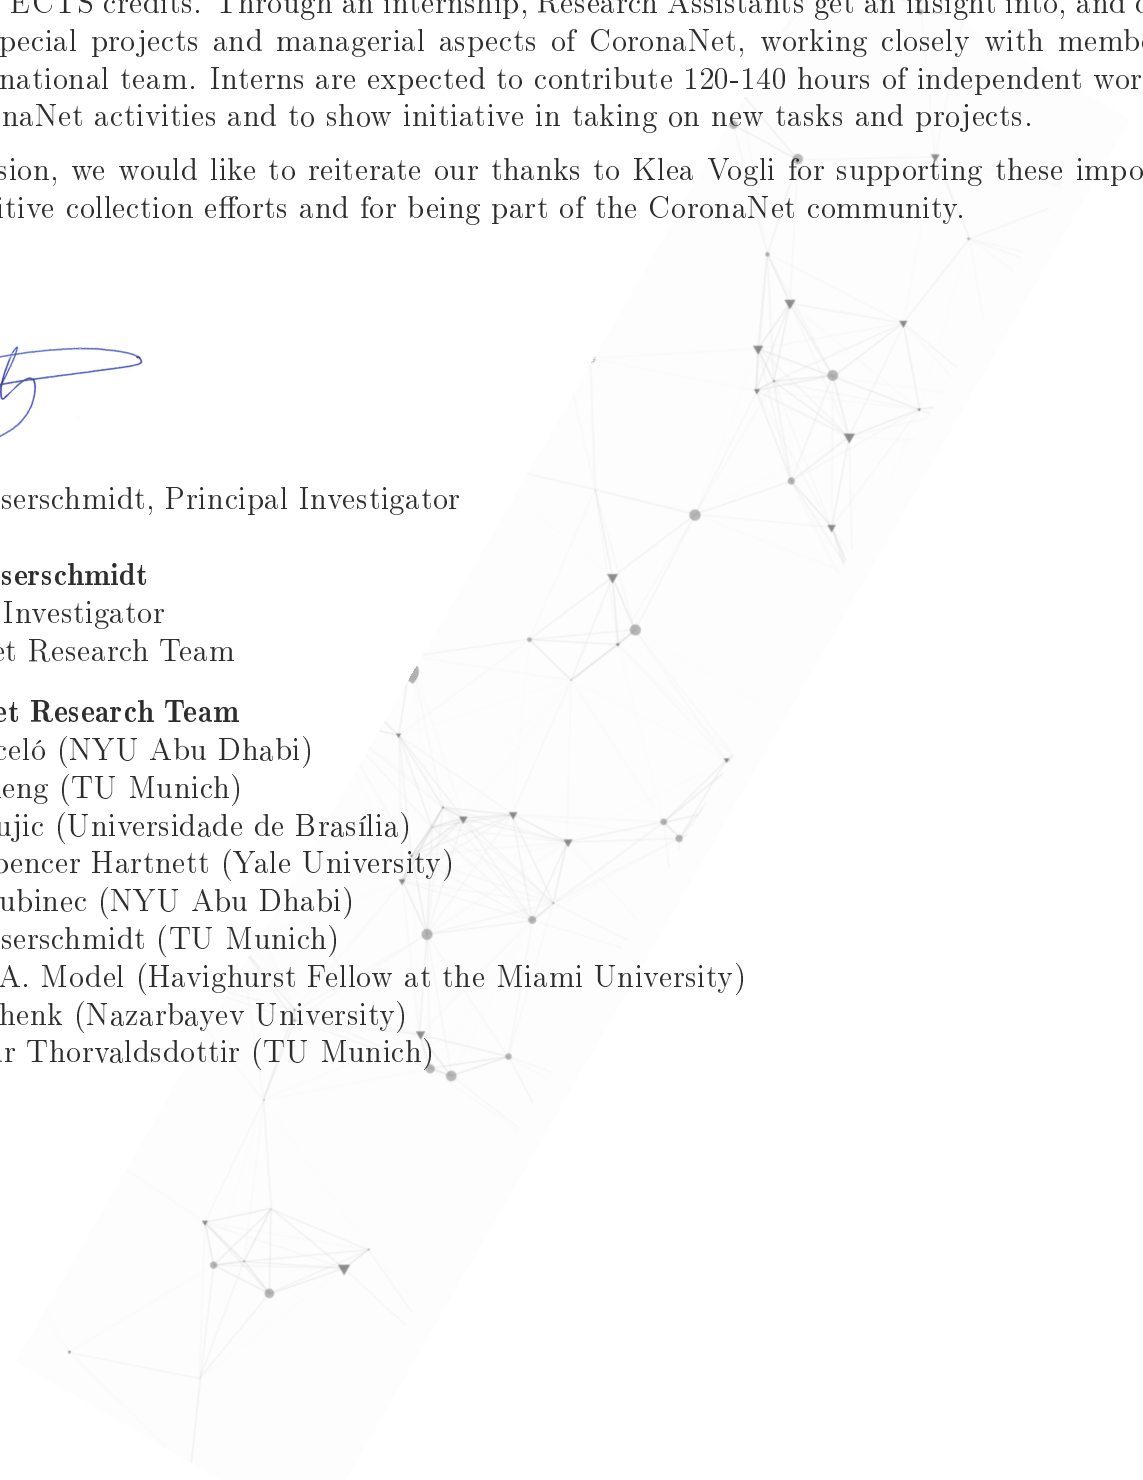 ECTS credits. Through an internship, Research Assistants get an insight into, and
pecial projects and managerial aspects of CoronaNet, working closely with membe
national team. Interns are expected to contribute 120-140 hours of independent wor
naNet activities and to show initiative in taking on new tasks and projects.
sion, we would like to reiterate our thanks to Klea Vogli for supporting these impo
itive collection efforts and for being part of the CoronaNet community.
serschmidt, Principal Investigator
serschmidt
Investigator
et Research Team
et Research Team
celó (NYU Abu Dhabi)
eng (TU Munich)
ujic (Universidade de Brasília)
pencer Hartnett (Yale University)
ubinec (NYU Abu Dhabi)
serschmidt (TU Munich)
A. Model (Havighurst Fellow at the Miami University)
henk (Nazarbayev University)
r Thorvaldsdottir (TU Munich)